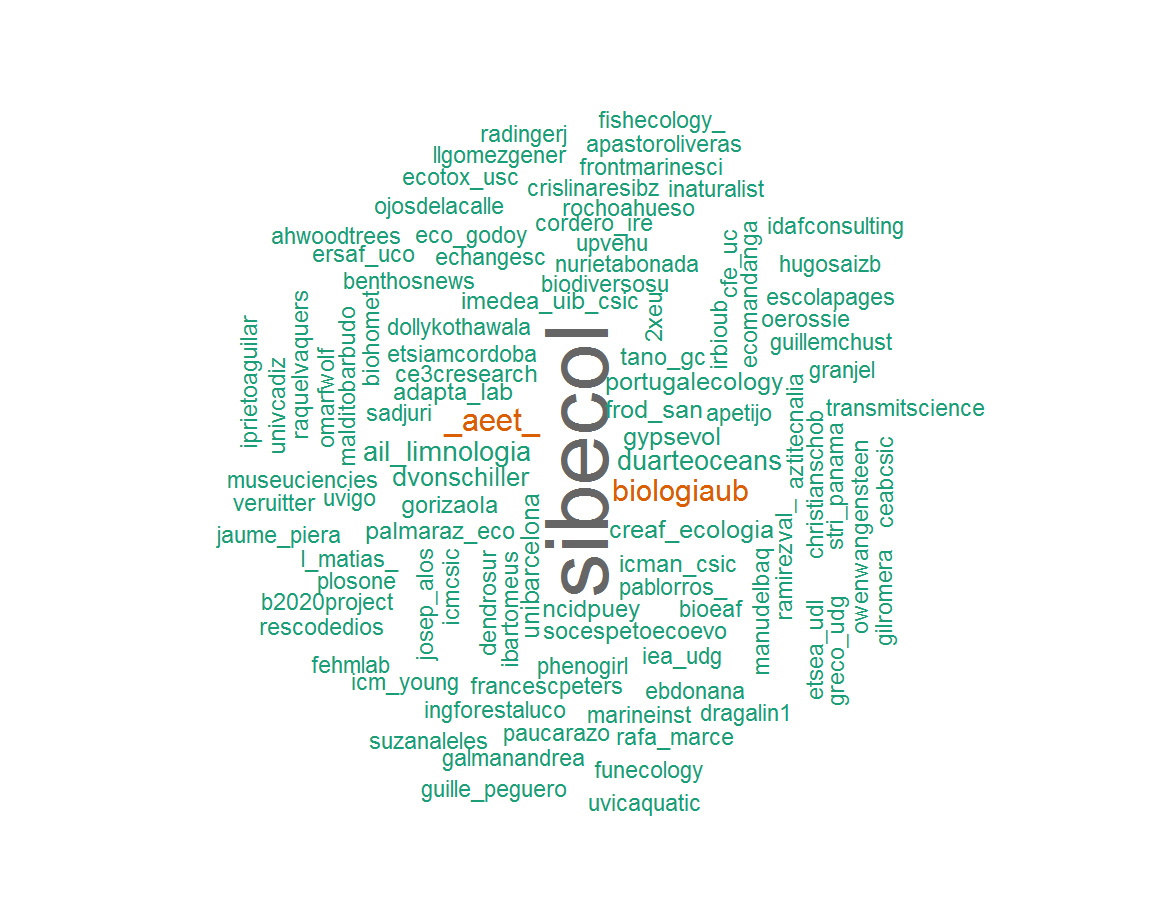 fishecology_
radingerj
apastoroliveras
llgomezgener
frontmarinesci
ecotox_usc
crislinaresibz
inaturalist
ojosdelacalle
rochoahueso
cordero_ire
idafconsulting
ahwoodtrees
eco_godoy
upvehu
cfe_uc
ecomandanga
ersaf_uco
echangesc
nurietabonada
hugosaizb
benthosnews
biodiversosu
imedea_uib_csic
2xeu
irbioub
escolapages
oerossie
iprietoaguilar
univcadiz
raquelvaquers
omarfwolf
malditobarbudo
biohomet
dollykothawala
sibecol
guillemchust
etsiamcordoba
tano_gc
granjel
ce3cresearch
portugalecology
adapta_lab
sadjuri
frod_san
apetijo
transmitscience
_aeet_
gypsevol
ail_limnologia
duarteoceans
aztitecnalia
christianschob
stri_panama
owenwangensteen
ceabcsic
museuciencies
dvonschiller
biologiaub
veruitter
uvigo
gorizaola
jaume_piera
palmaraz_eco
unibarcelona
creaf_ecologia
ramirezval_
l_matias_
icman_csic
plosone
pablorros_
b2020project
josep_alos
icmcsic
dendrosur
ibartomeus
ncidpuey
bioeaf
manudelbaq
etsea_udl
greco_udg
gilromera
rescodedios
socespetoecoevo
fehmlab
phenogirl
iea_udg
icm_young
francescpeters
ebdonana
ingforestaluco
marineinst
dragalin1
suzanaleles
paucarazo
rafa_marce
galmanandrea
funecology
guille_peguero
uvicaquatic